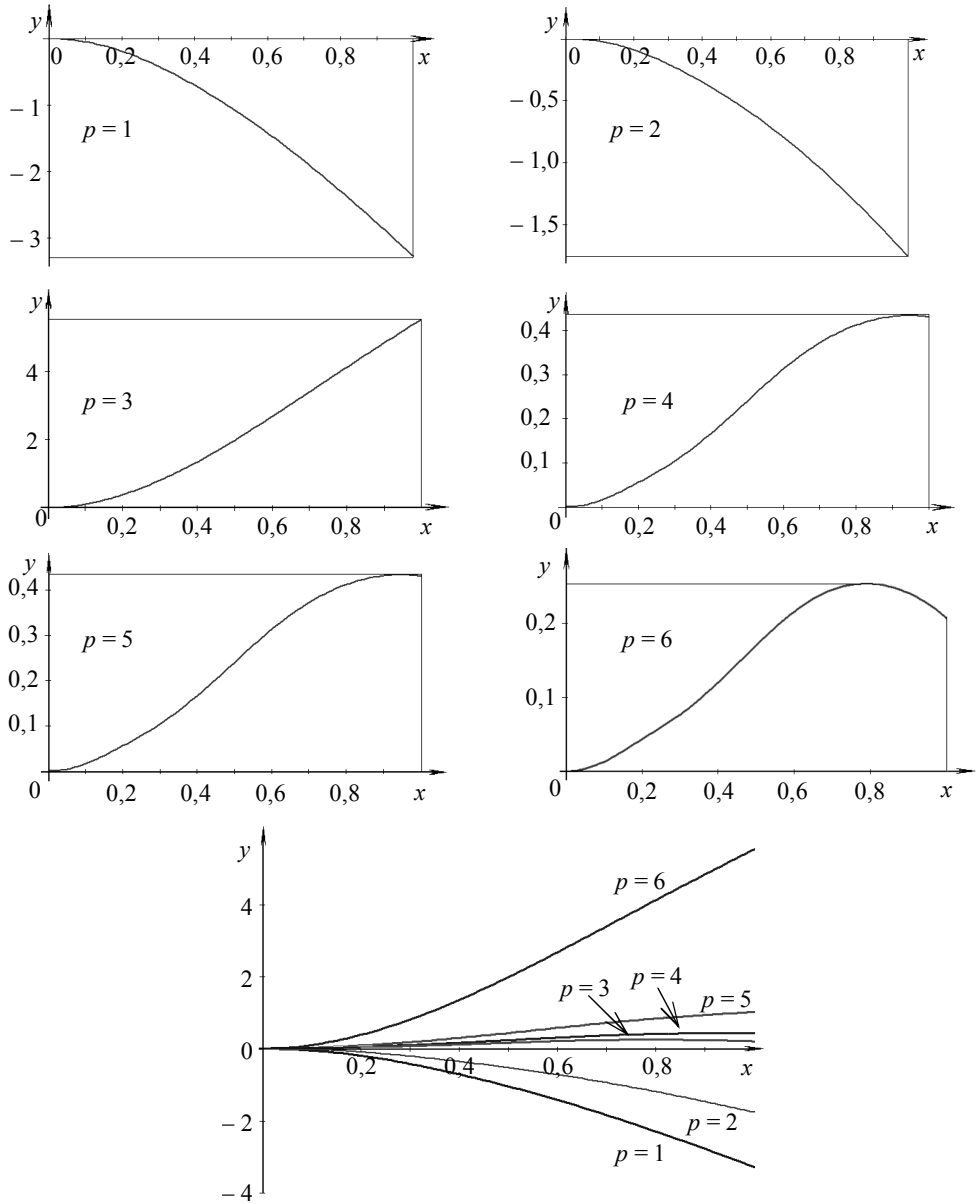 y
0 0,2 0,4 0,6 0,8 x
– 1
p = 1
– 2
– 3
y
0 0,2 0,4 0,6 0,8 x
– 0,5
p = 2
– 1,0
– 1,5
y
4
p = 3
2
0
0,2 0,4 0,6 0,8 x
y
0,4
0,3
p = 4
0,2
0,1
0
0,2 0,4 0,6 0,8 x
y
0,4
0,3
p = 5
0,2
0,1
0
0,2 0,4 0,6 0,8 x
y
0,2
p = 6
0,1
0
0,2 0,4 0,6 0,8 x
y
p = 6
4
2
p = 3 p = 4
p = 5
0
0,2 0,4 0,6 0,8 x
– 2
p = 2
p = 1
– 4